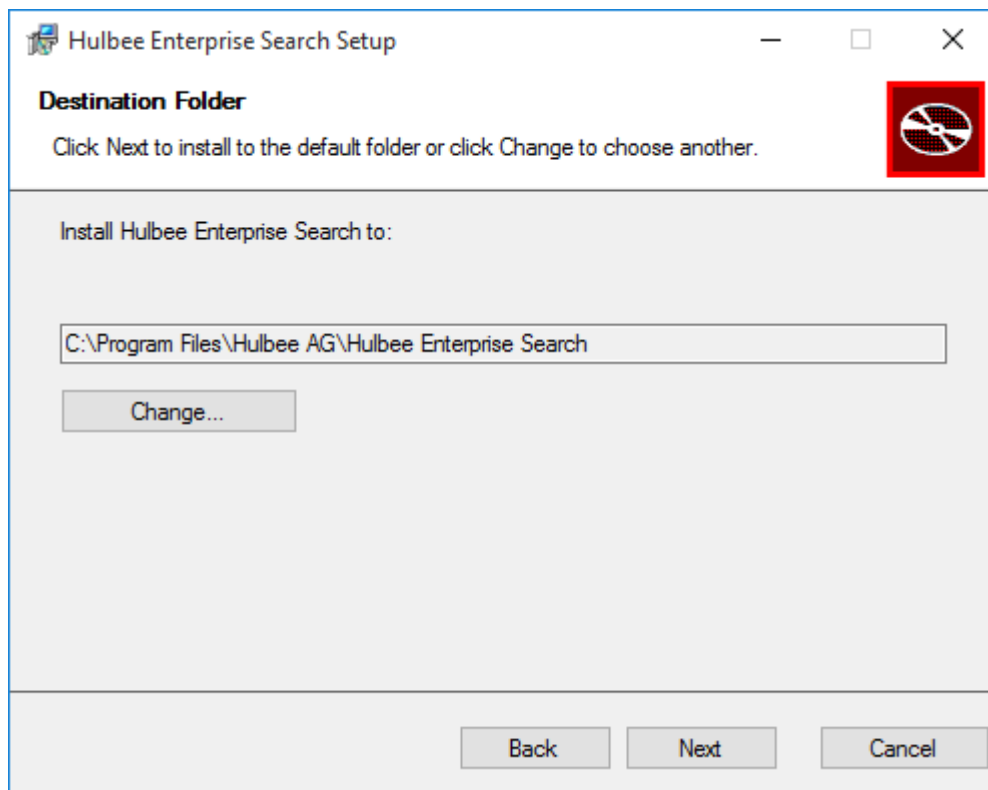 Hulbee Enterprise Search Setup
Destination Folder
Click Next to install to the default folder or click Change to choose another.
Install Hulbee Enterprise Search to:
C:\Program Files\Hulbee AG\Hulbee Enterprise Search
Change...
Back Next Cancel